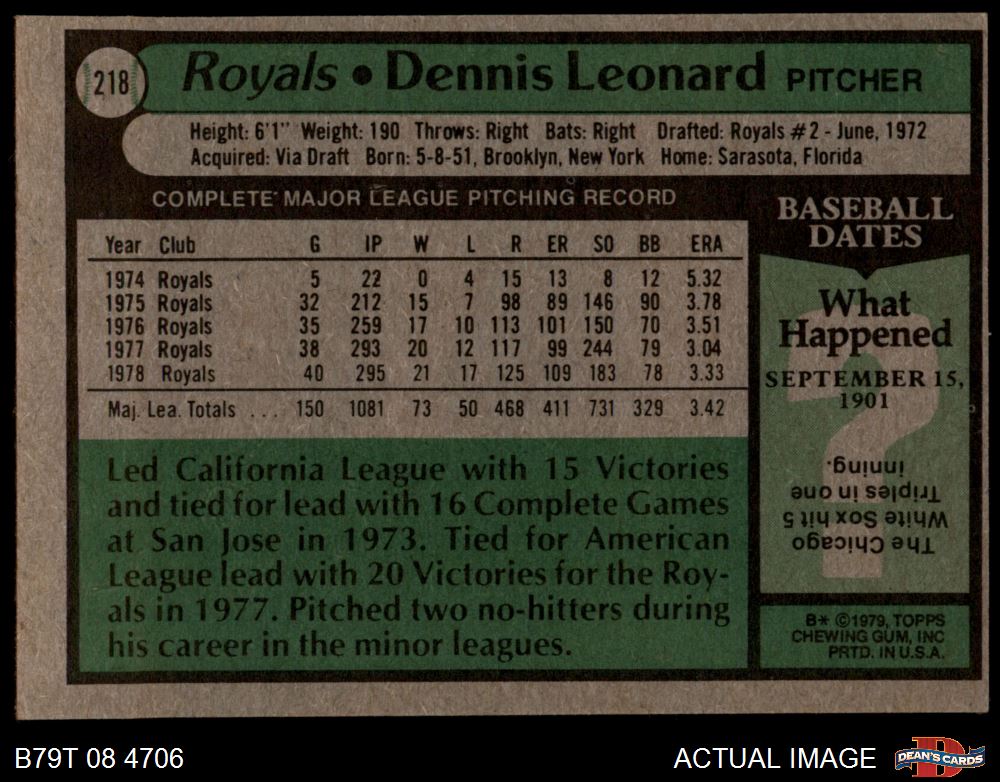 218
Royals • Dennis Leonard PITCHER
Height: 6'1" Weight: 190 Throws: Right Bats: Right Drafted: Royals #2 - June, 1972
Acquired: Via Draft Born: 5-8-51, Brooklyn, New York Home: Sarasota, Florida
COMPLETE MAJOR LEAGUE PITCHING RECORD
Year Club G IP W L R ER SO BB ERA
1974 Royals 5 22 0 4 15 13 8 12 5.32
1975 Royals 32 212 15 7 98 89 146 90 3.78
1976 Royals 35 259 17 10 113 101 150 70 3.51
1977 Royals 38 293 20 12 117 99 244 79 3.04
1978 Royals 40 295 21 17 125 109 183 78 3.33
Maj. Lea. Totals ... 150 1081 73 50 468 411 731 329 3.42
Led California League with 15 Victories
and tied for lead with 16 Complete Games
at San Jose in 1973. Tied for American
League lead with 20 Victories for the Roy-
als in 1977. Pitched two no-hitters during
his career in the minor leagues.
BASEBALL
DATES
What
Happened
SEPTEMBER 15,
1901
?
The Chicago
White Sox hit 5
Triples in one
inning.
B* ©1979, TOPPS
CHEWING GUM, INC
PRTD. IN U.S.A.
B79T 08 4706
ACTUAL IMAGE
D
DEAN'S CARDS